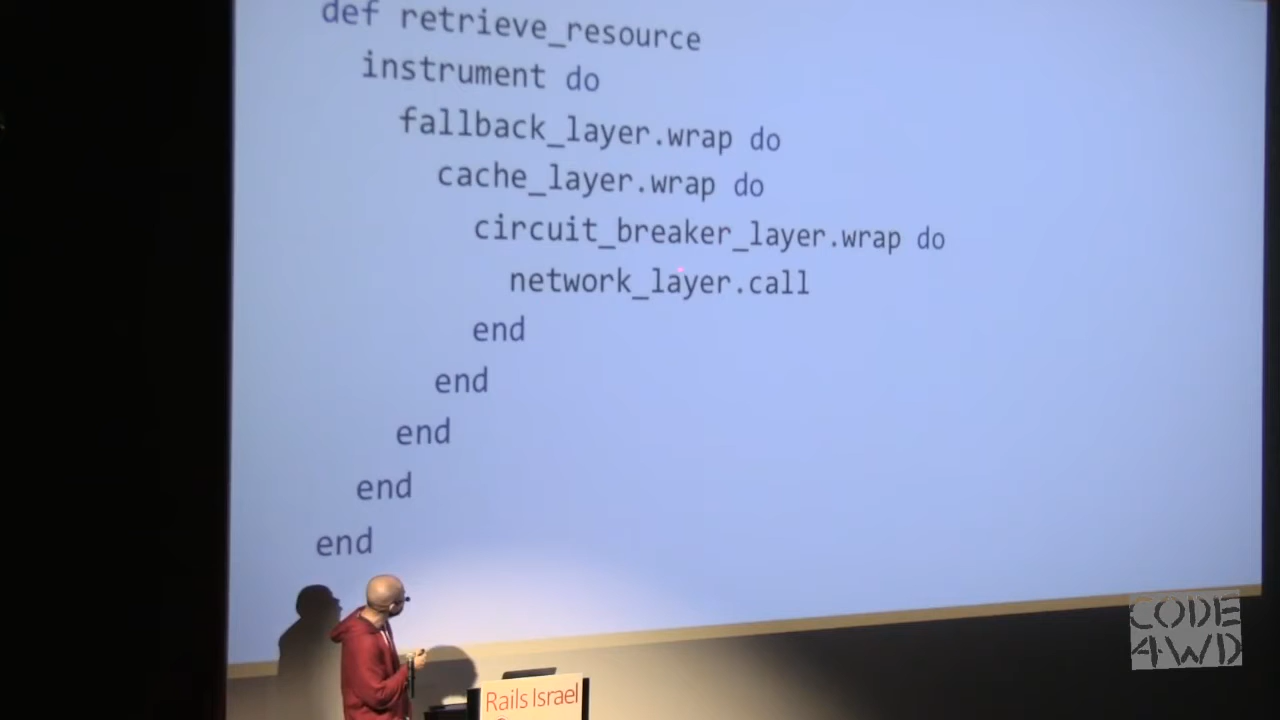 def retrieve_resource
instrument do
fallback_layer.wrap do
cache_layer.wrap do
circuit_breaker_layer.wrap do
network_layer.call
end
end
end
end
end
CODE
4WD
Rails Israel